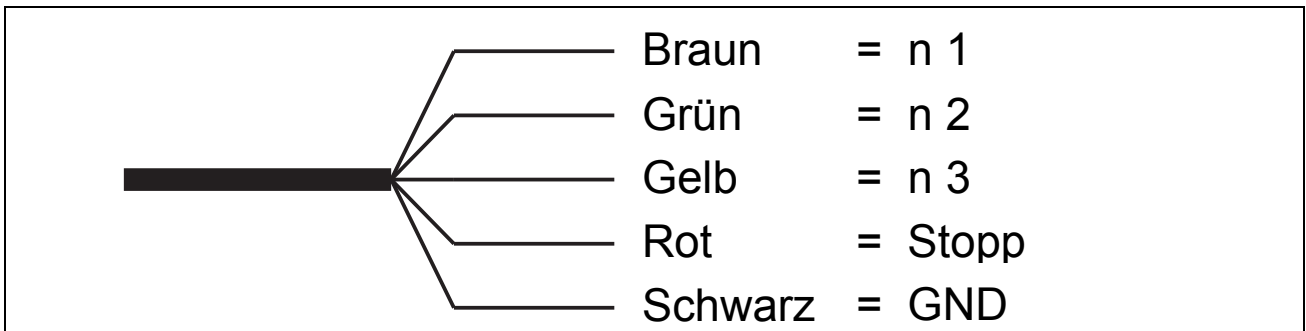 Braun = n 1
Grün = n 2
Gelb = n 3
Rot = Stopp
Schwarz = GND